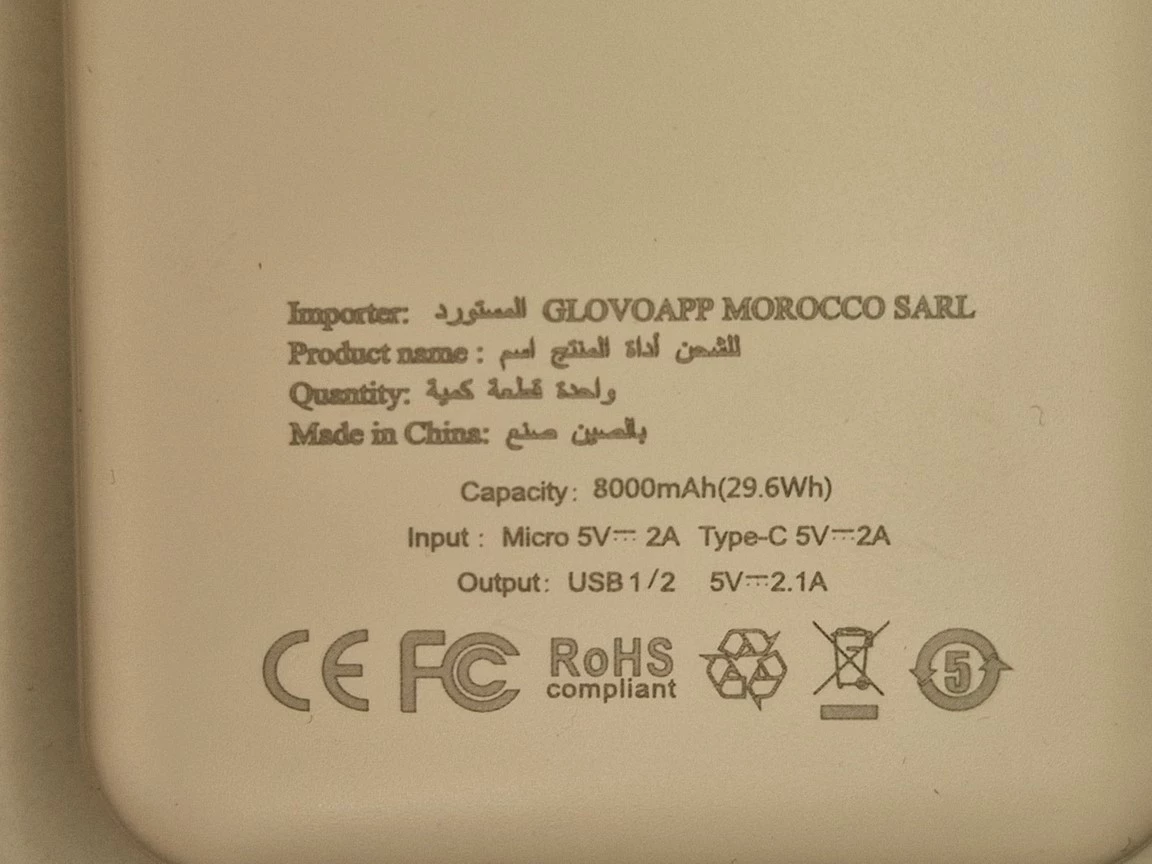 Importer: المستورد GLOVOAPP MOROCCO SARL
Product name : للشحن أداة المنتج اسم
Quantity: واحدة قطعة كمية
Made in China: بالصين صنع
Capacity: 8000mAh(29.6Wh)
Input : Micro 5V⎓ 2A Type-C 5V⎓2A
Output: USB 1/2 5V⎓2.1A
CE FC RoHS compliant 5